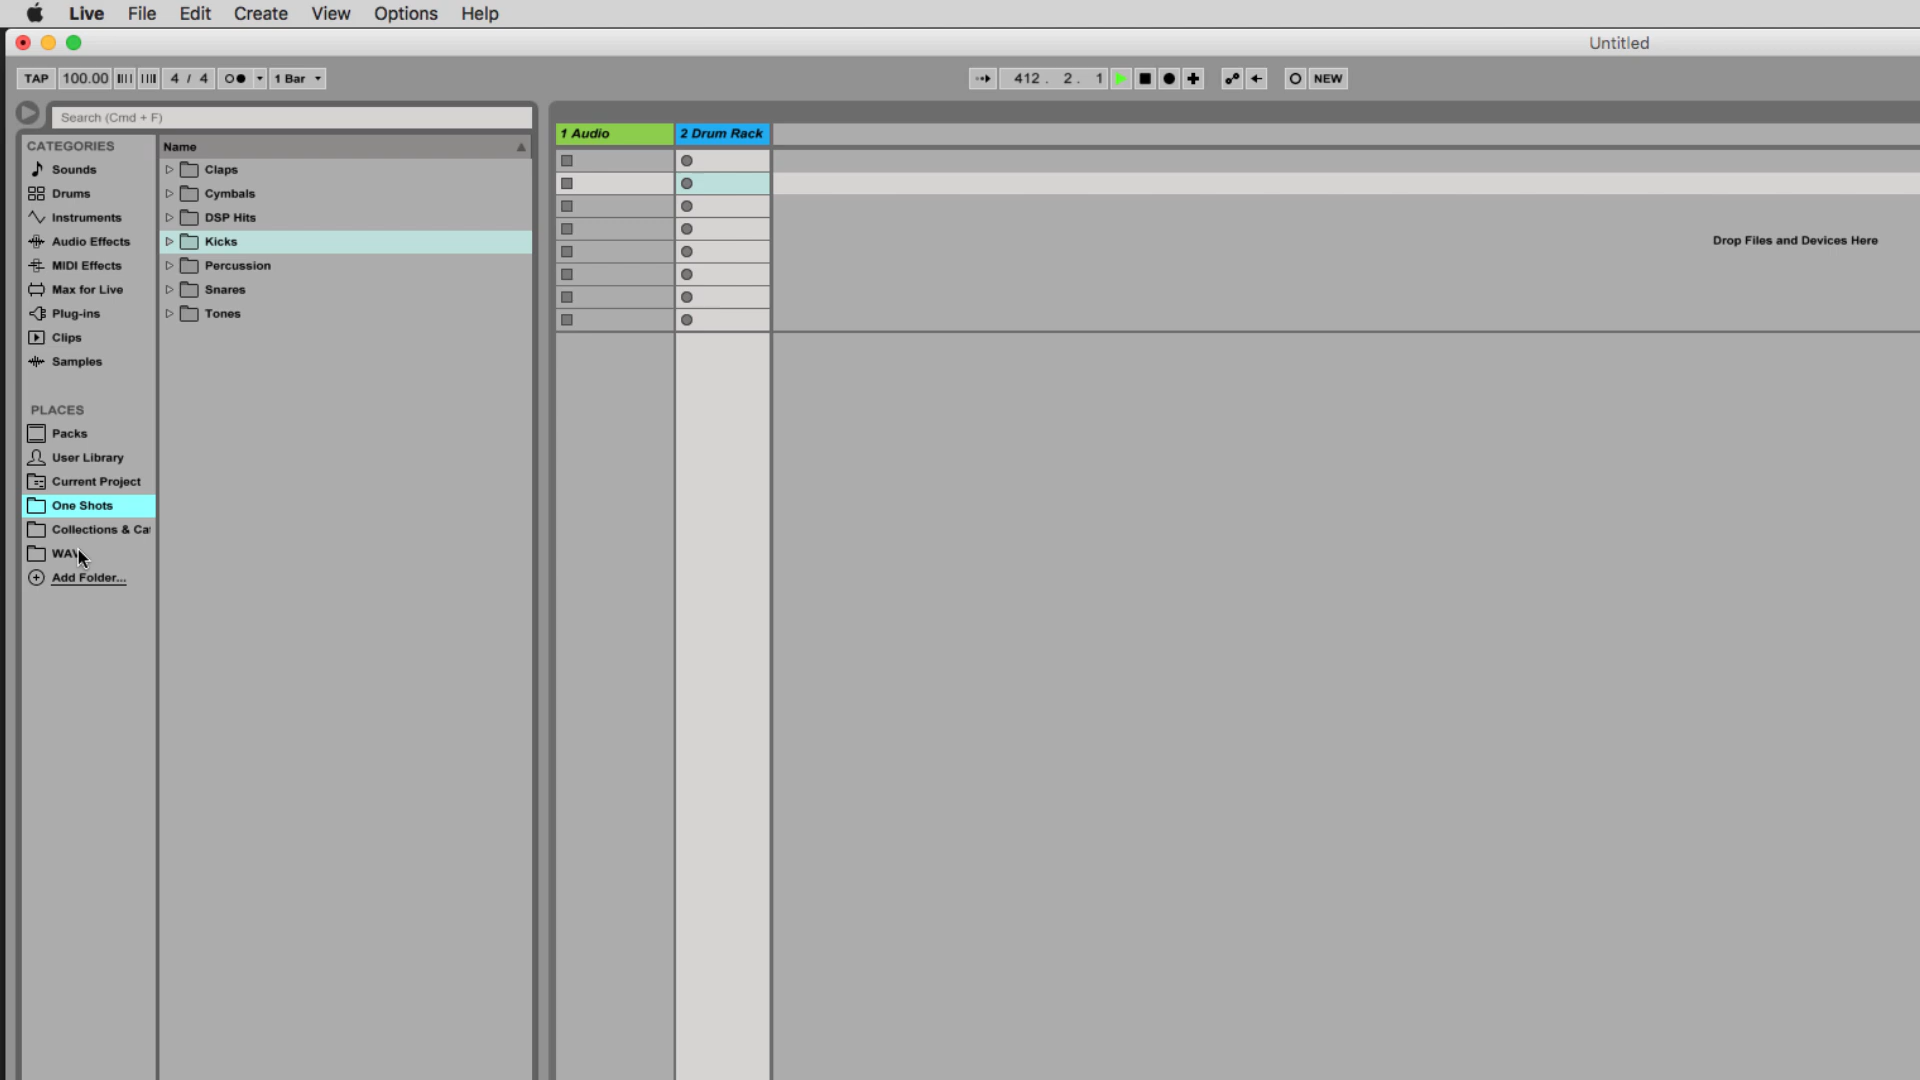 Live File Edit Create View Options Help
Untitled
TAP 100.00 4 / 4 1 Bar 412. 2. 1 NEW
Search (Cmd + F)
CATEGORIES
Sounds
Drums
Instruments
Audio Effects
MIDI Effects
Max for Live
Plug-ins
Clips
Samples
PLACES
Packs
User Library
Current Project
One Shots
Collections & Ca
WAV
Add Folder...
Name
Claps
Cymbals
DSP Hits
Kicks
Percussion
Snares
Tones
1 Audio 2 Drum Rack
Drop Files and Devices Here